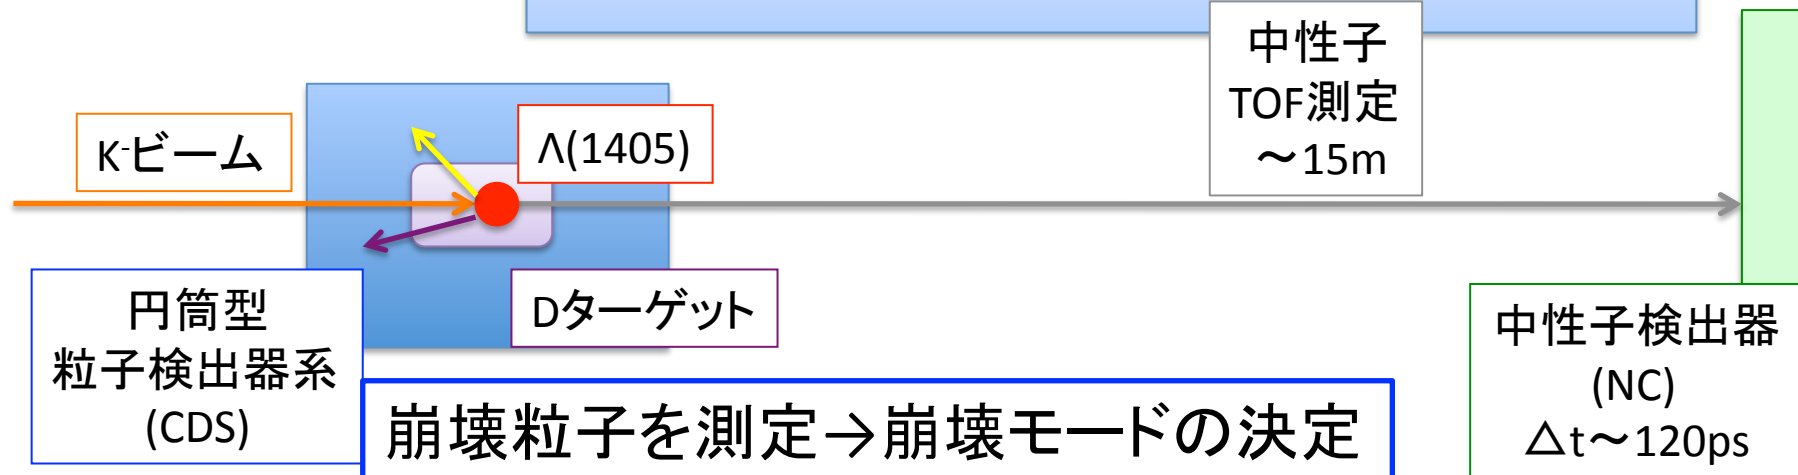 中性子
TOF測定
～15m
K⁻ビーム
Λ(1405)
Dターゲット
円筒型
粒子検出器系
(CDS)
崩壊粒子を測定→崩壊モードの決定
中性子検出器
(NC)
△t～120ps